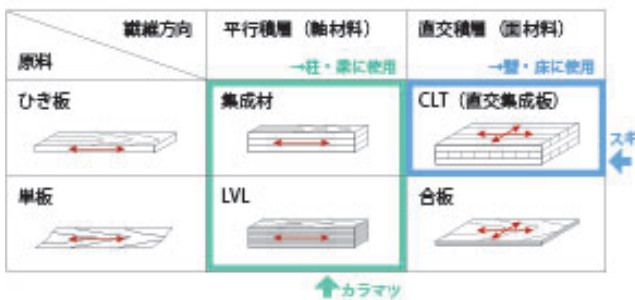 繊維方向
平行積層（軸材料）
直交積層（面材料）
原料
→柱・梁に使用
→壁・床に使用
ひき板
集成材
CLT（直交集成板）
スギ
単板
LVL
合板
カラマツ